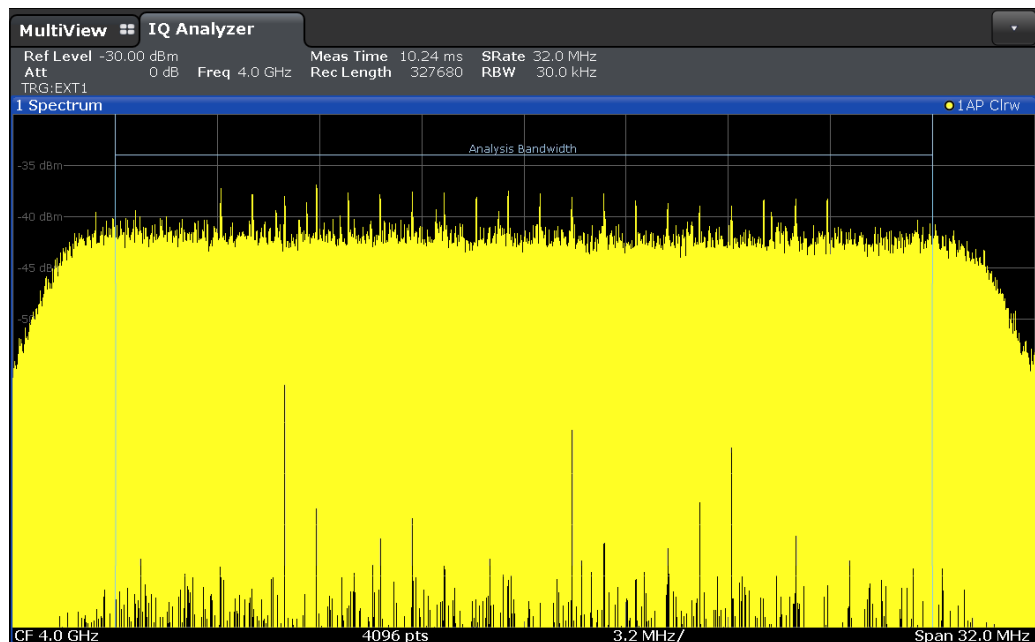 MultiView IQ Analyzer
Ref Level -30.00 dBm Meas Time 10.24 ms SRate 32.0 MHz
Att 0 dB Freq 4.0 GHz Rec Length 327680 RBW 30.0 kHz
TRG:EXT1
1 Spectrum 1AP Clrw
Analysis Bandwidth
-35 dBm
-40 dBm
-45
CF 4.0 GHz 4096 pts 3.2 MHz/ Span 32.0 MHz